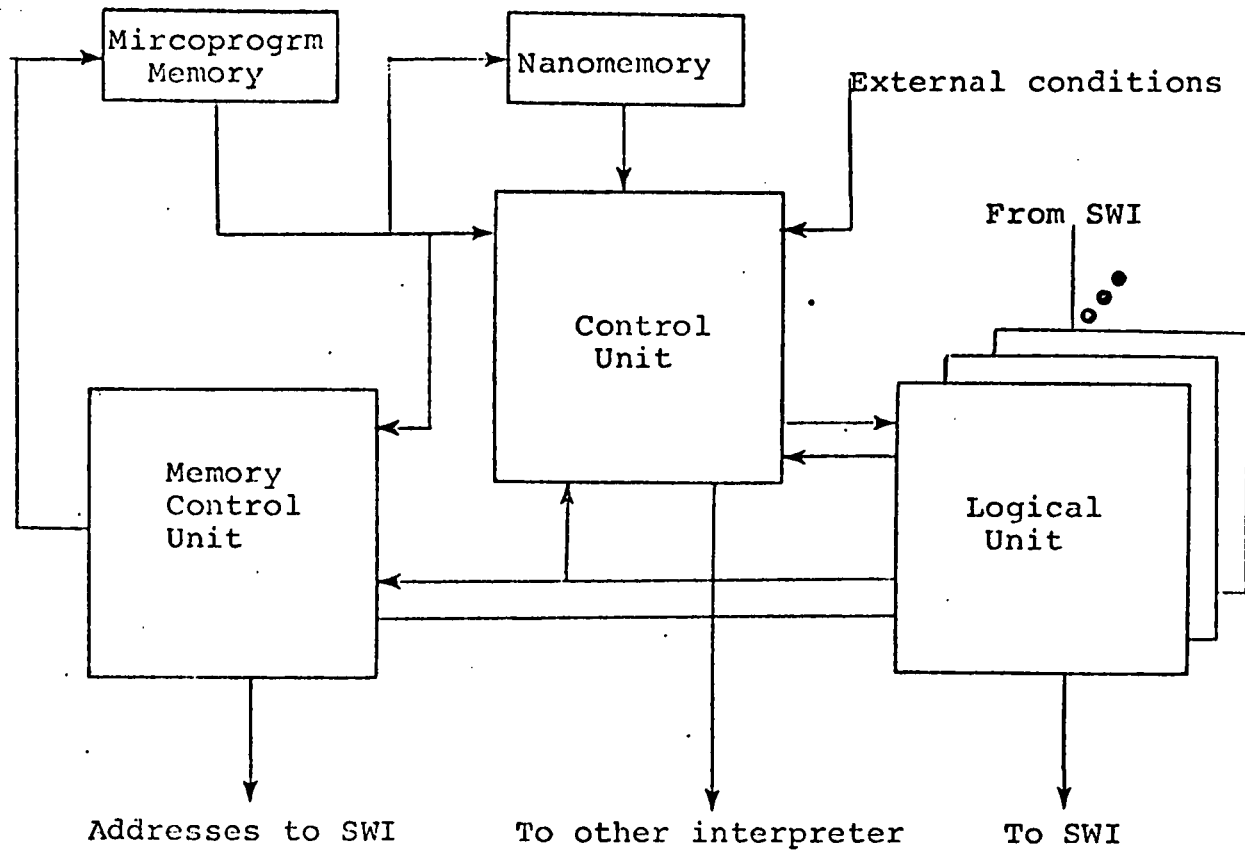 Mircoprogrm
Memory
Nanomemory
External conditions
From SWI
Control
Unit
Memory
Control
Unit
Logical
Unit
Addresses to SWI
To other interpreter
To SWI